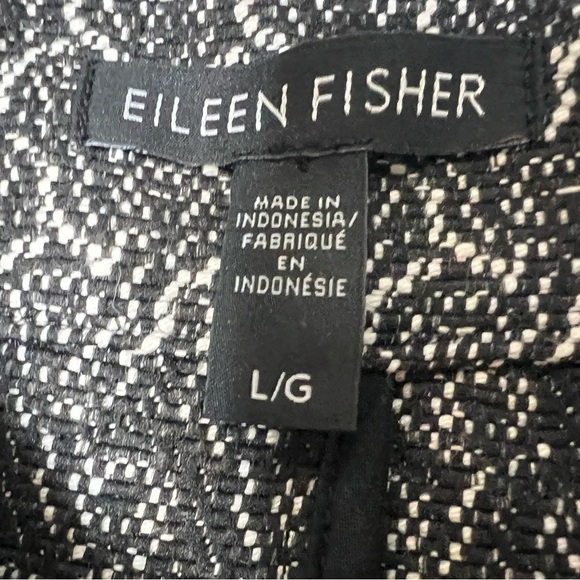 EILEEN FISHER
MADE IN
INDONESIA/
FABRIQUÉ
EN
INDONÉSIE
L/G